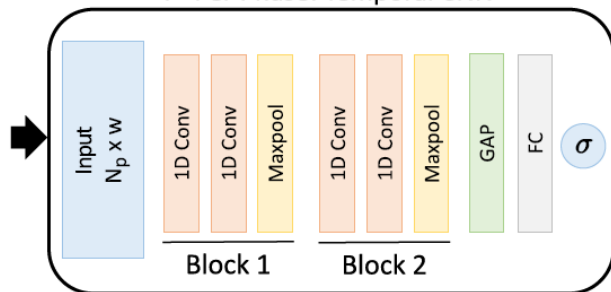 Input
Np x w
1D Conv
1D Conv
Maxpool
1D Conv
1D Conv
Maxpool
GAP
FC
σ
Block 1
Block 2